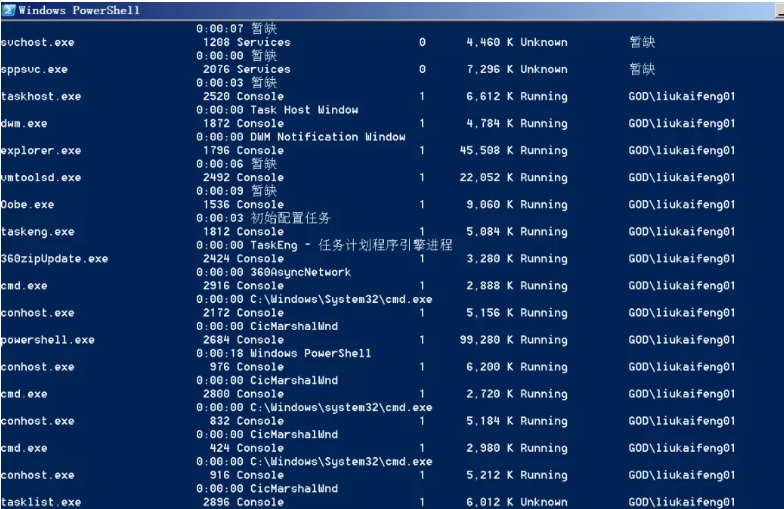 Windows PowerShell
0:00:07 暂缺
svchost.exe 1208 Services 0 4,460 K Unknown 暂缺
0:00:00 暂缺
sppsvc.exe 2076 Services 0 7,296 K Unknown 暂缺
0:00:03 暂缺
taskhost.exe 2520 Console 1 6,612 K Running GOD\liukaifeng01
0:00:00 Task Host Window
dwm.exe 1872 Console 1 4,784 K Running GOD\liukaifeng01
0:00:00 DWM Notification Window
explorer.exe 1796 Console 1 45,508 K Running GOD\liukaifeng01
0:00:06 暂缺
vmtoolsd.exe 2492 Console 1 22,052 K Running GOD\liukaifeng01
0:00:09 暂缺
Oobe.exe 1536 Console 1 9,060 K Running GOD\liukaifeng01
0:00:03 初始配置任务
taskeng.exe 1812 Console 1 5,084 K Running GOD\liukaifeng01
0:00:00 TaskEng - 任务计划程序引擎进程
360zipUpdate.exe 2424 Console 1 3,280 K Running GOD\liukaifeng01
0:00:00 360AsyncNetwork
cmd.exe 2916 Console 1 2,888 K Running GOD\liukaifeng01
0:00:00 C:\Windows\System32\cmd.exe
conhost.exe 2172 Console 1 5,156 K Running GOD\liukaifeng01
0:00:00 CicMarshalWnd
powershell.exe 2684 Console 1 99,280 K Running GOD\liukaifeng01
0:00:18 Windows PowerShell
conhost.exe 976 Console 1 6,200 K Running GOD\liukaifeng01
0:00:00 CicMarshalWnd
cmd.exe 2800 Console 1 2,720 K Running GOD\liukaifeng01
0:00:00 C:\Windows\system32\cmd.exe
conhost.exe 832 Console 1 5,184 K Running GOD\liukaifeng01
0:00:00 CicMarshalWnd
cmd.exe 424 Console 1 2,980 K Running GOD\liukaifeng01
0:00:00 C:\Windows\system32\cmd.exe
conhost.exe 916 Console 1 5,212 K Running GOD\liukaifeng01
0:00:00 CicMarshalWnd
tasklist.exe 2896 Console 1 6,012 K Unknown GOD\liukaifeng01